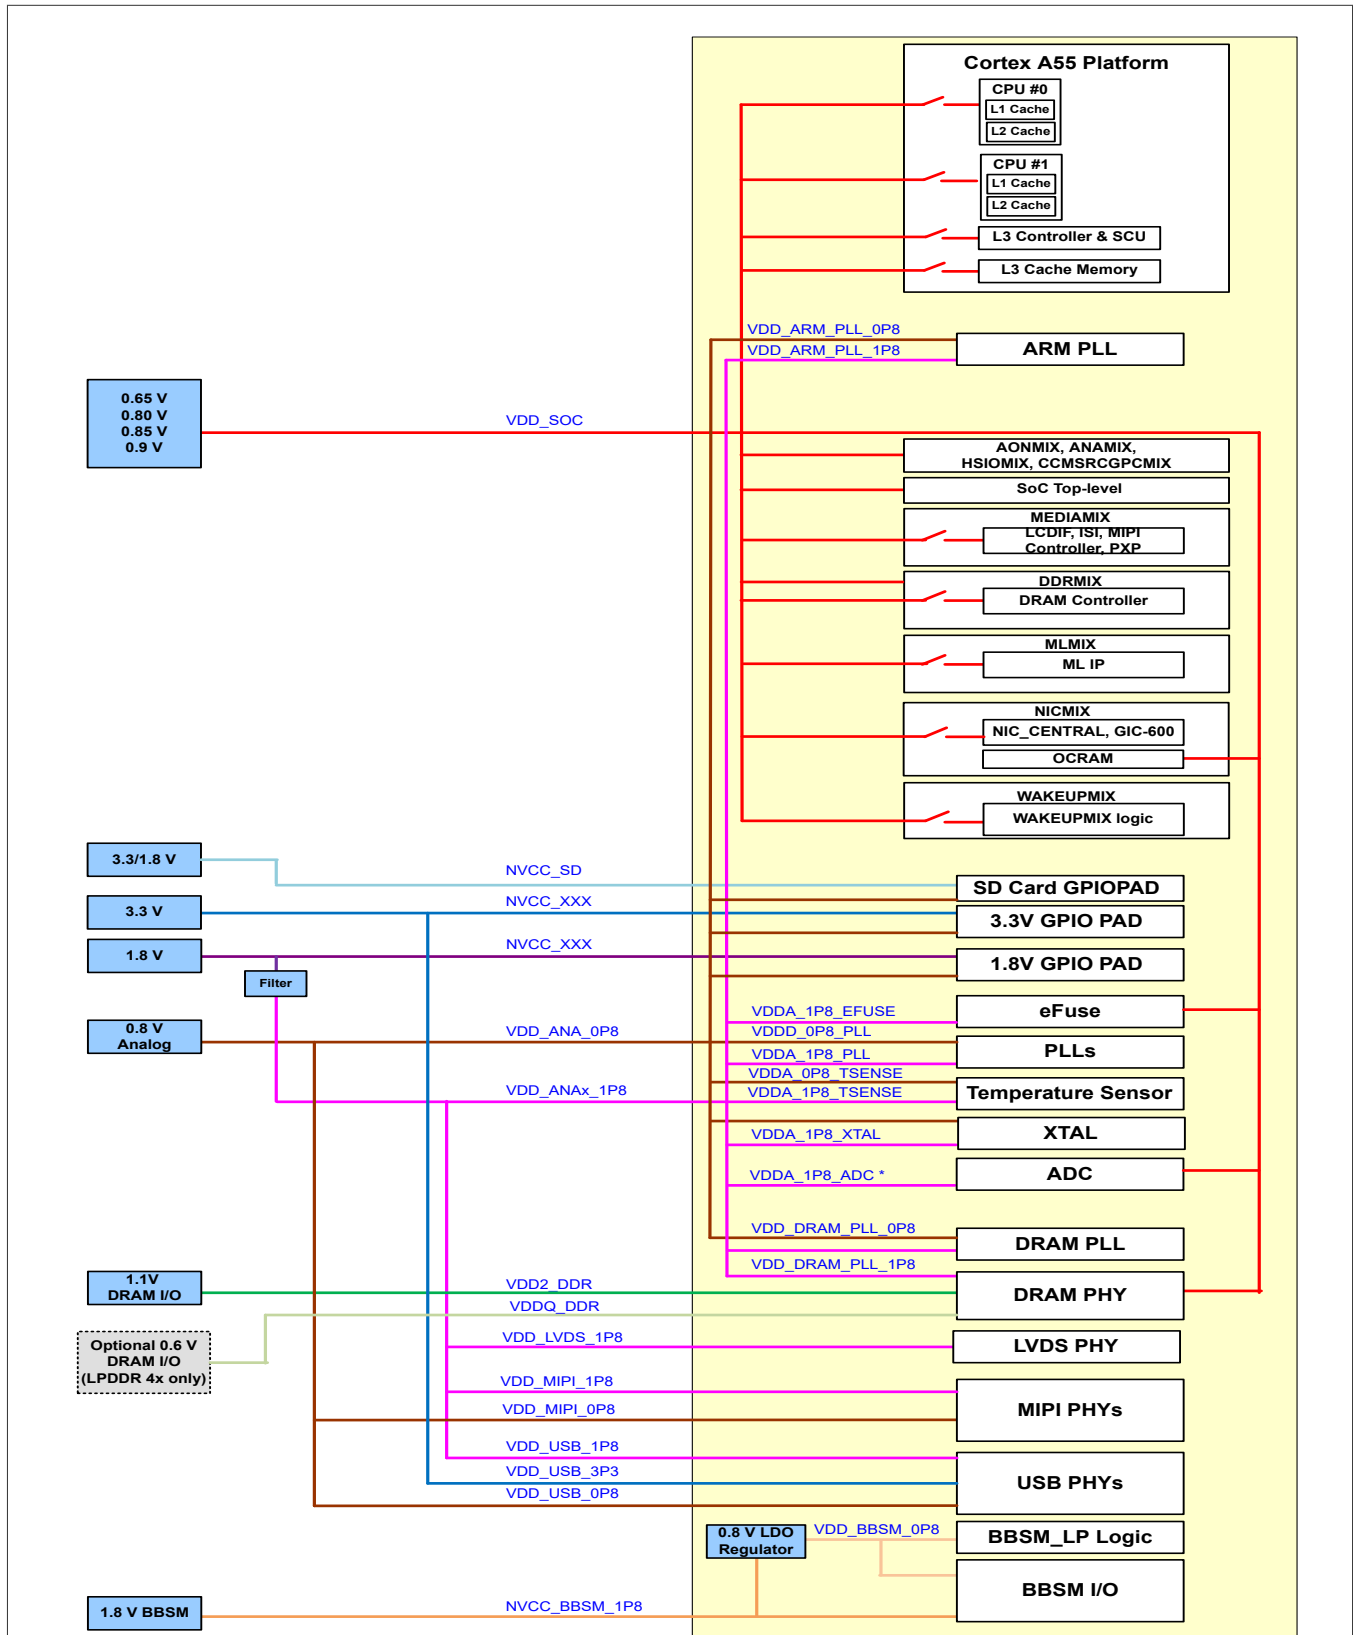 Cortex A55 Platform
CPU #0
L1 Cache
L2 Cache
CPU #1
L1 Cache
L2 Cache
L3 Controller & SCU
L3 Cache Memory
VDD_ARM_PLL_0P8
VDD_ARM_PLL_1P8
ARM PLL
0.65 V
0.80 V
0.85 V
0.9 V
VDD_SOC
AONMIX, ANAMIX,
HSIOMIX, CCMSRCGPCMIX
SoC Top-level
MEDIAMIX
LCDIF, ISI, MIPI
Controller, PXP
DDRMIX
DRAM Controller
MLMIX
ML IP
NICMIX
NIC_CENTRAL, GIC-600
OCRAM
WAKEUPMIX
WAKEUPMIX logic
3.3/1.8 V
NVCC_SD
SD Card GPIOPAD
3.3 V
NVCC_XXX
3.3V GPIO PAD
1.8 V
NVCC_XXX
1.8V GPIO PAD
Filter
VDDA_1P8_EFUSE
eFuse
0.8 V
Analog
VDD_ANA_0P8
VDDD_0P8_PLL
VDDA_1P8_PLL
PLLs
VDDA_0P8_TSENSE
VDD_ANAx_1P8
VDDA_1P8_TSENSE
Temperature Sensor
VDDA_1P8_XTAL
XTAL
VDDA_1P8_ADC *
ADC
VDD_DRAM_PLL_0P8
DRAM PLL
VDD_DRAM_PLL_1P8
1.1V
DRAM I/O
VDD2_DDR
VDDQ_DDR
DRAM PHY
Optional 0.6 V
DRAM I/O
(LPDDR 4x only)
VDD_LVDS_1P8
LVDS PHY
VDD_MIPI_1P8
VDD_MIPI_0P8
MIPI PHYs
VDD_USB_1P8
VDD_USB_3P3
VDD_USB_0P8
USB PHYs
0.8 V LDO
Regulator
VDD_BBSM_0P8
BBSM_LP Logic
BBSM I/O
1.8 V BBSM
NVCC_BBSM_1P8